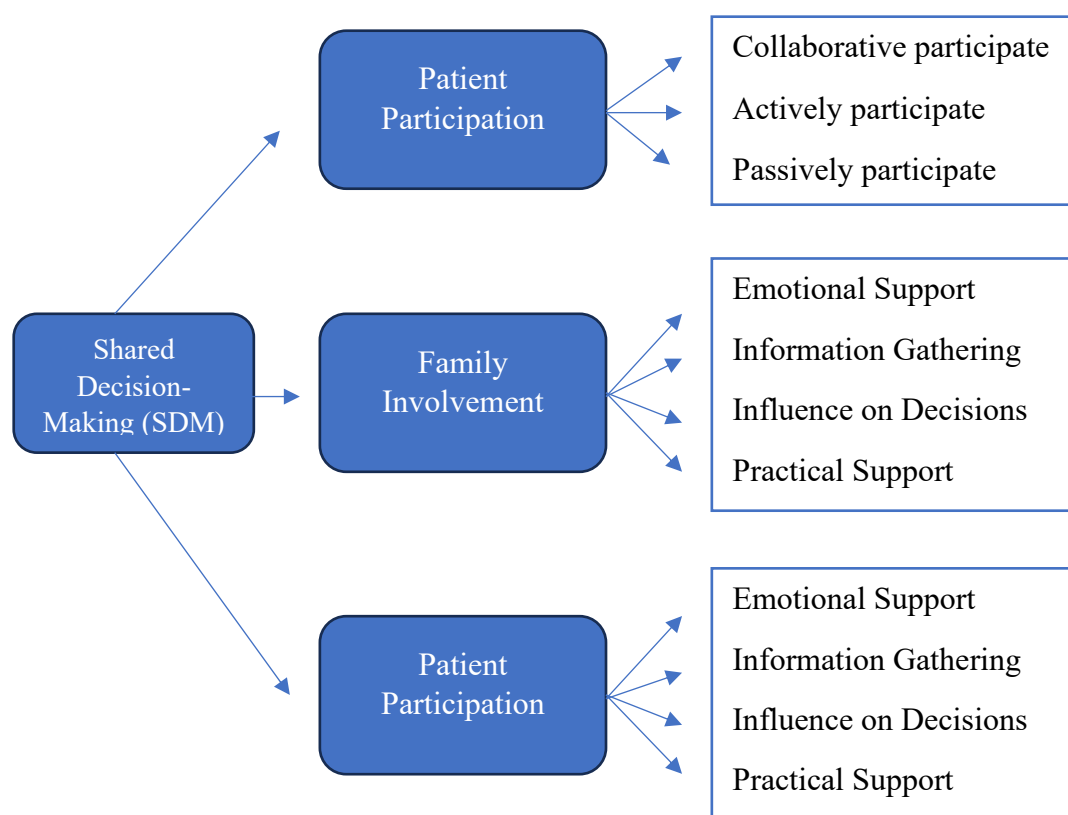 Patient
Participation
Collaborative participate
Actively participate
Passively participate
Shared
Decision-
Making (SDM)
Family
Involvement
Emotional Support
Information Gathering
Influence on Decisions
Practical Support
Patient
Participation
Emotional Support
Information Gathering
Influence on Decisions
Practical Support